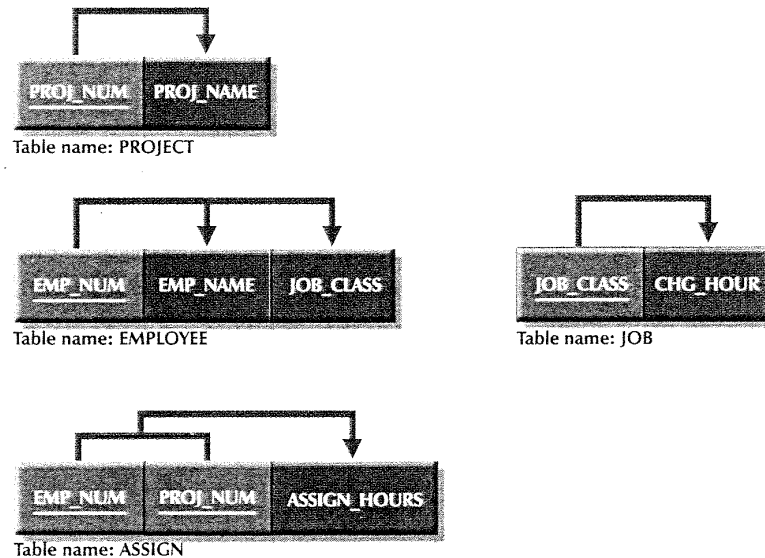 PROJ_NUM PROJ_NAME
Table name: PROJECT
EMP_NUM EMP_NAME JOB_CLASS
Table name: EMPLOYEE
JOB_CLASS CHG_HOUR
Table name: JOB
EMP_NUM PROJ_NUM ASSIGN_HOURS
Table name: ASSIGN